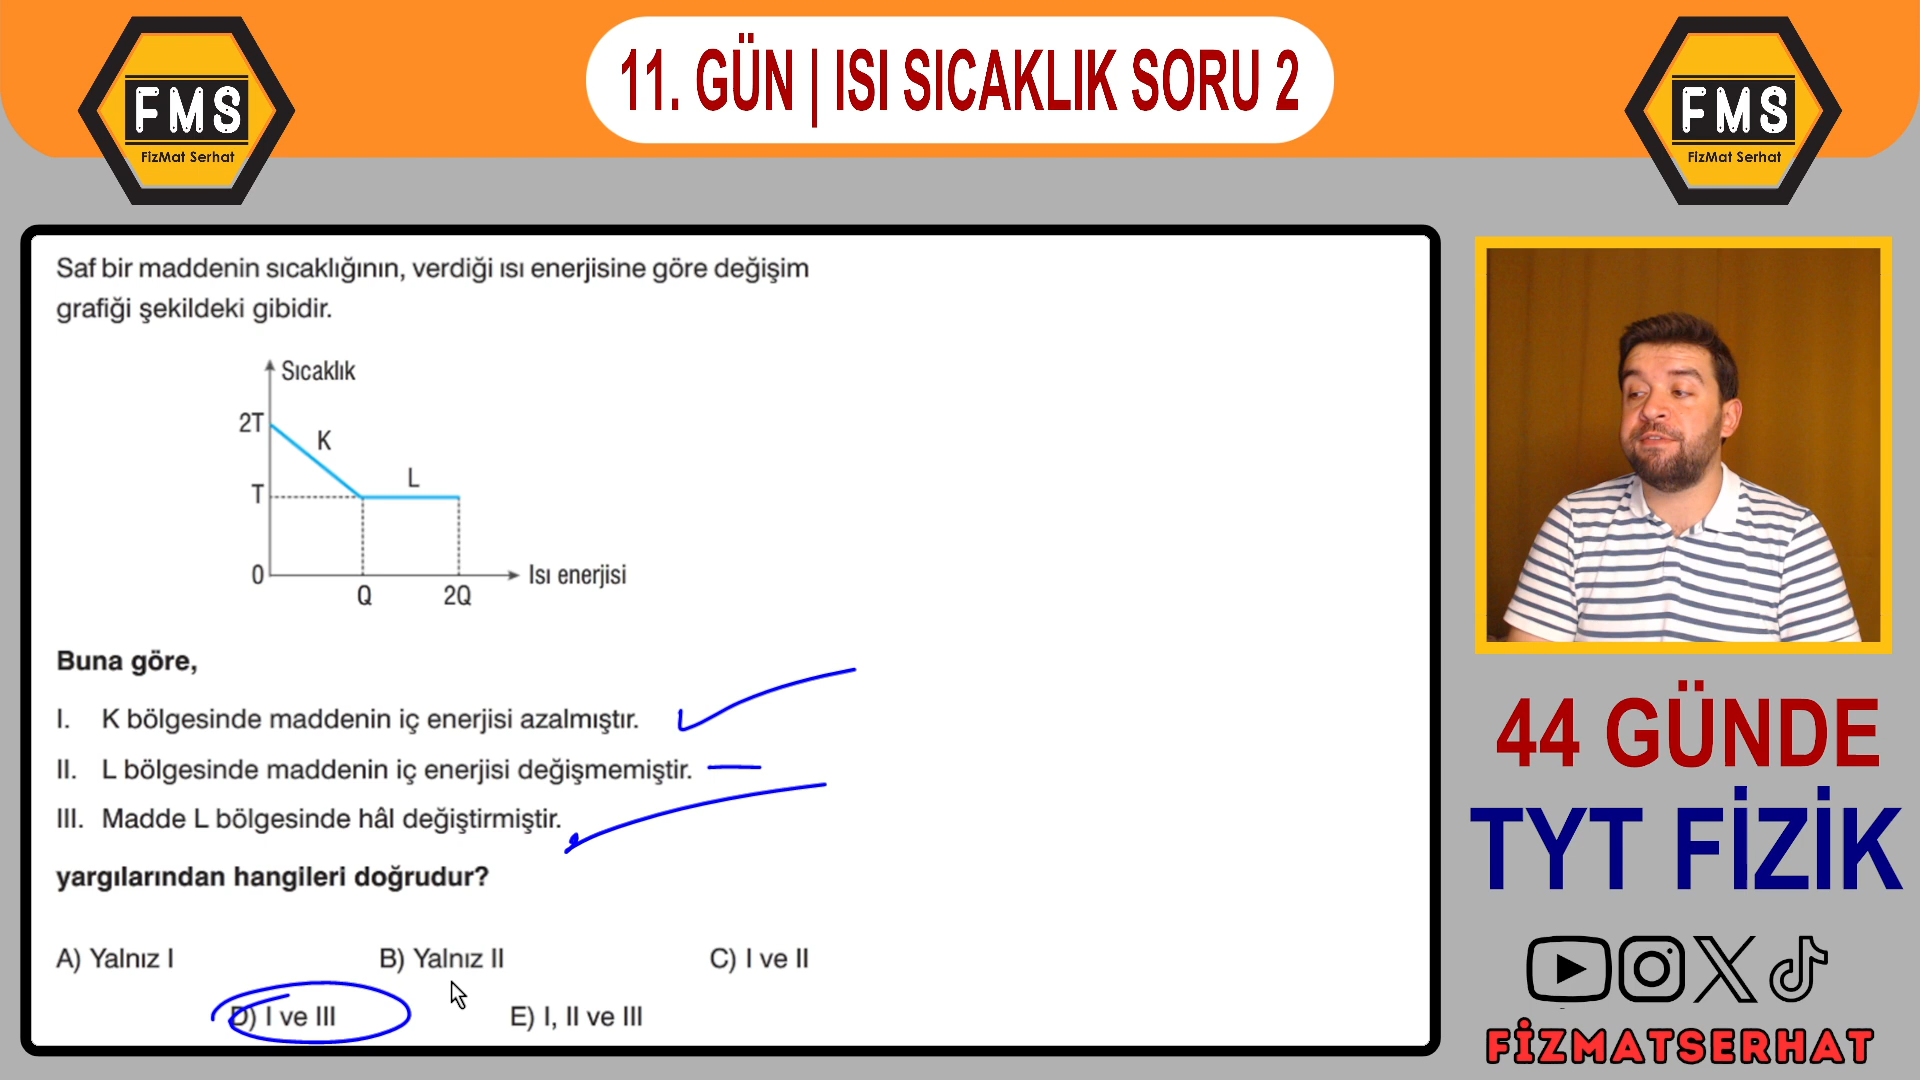 11. GÜN | ISI SICAKLIK SORU 2
FMS
FizMat Serhat
FMS
FizMat Serhat
Saf bir maddenin sıcaklığının, verdiği ısı enerjisine göre değişim
grafiği şekildeki gibidir.
Sıcaklık
2T
K
L
T
0
Isı enerjisi
Q
2Q
Buna göre,
I. K bölgesinde maddenin iç enerjisi azalmıştır.
II. L bölgesinde maddenin iç enerjisi değişmemiştir.
III. Madde L bölgesinde hâl değiştirmiştir.
yargılarından hangileri doğrudur?
A) Yalnız I
B) Yalnız II
C) I ve II
D) I ve III
E) I, II ve III
44 GÜNDE
TYT FİZİK
FİZMATSERHAT